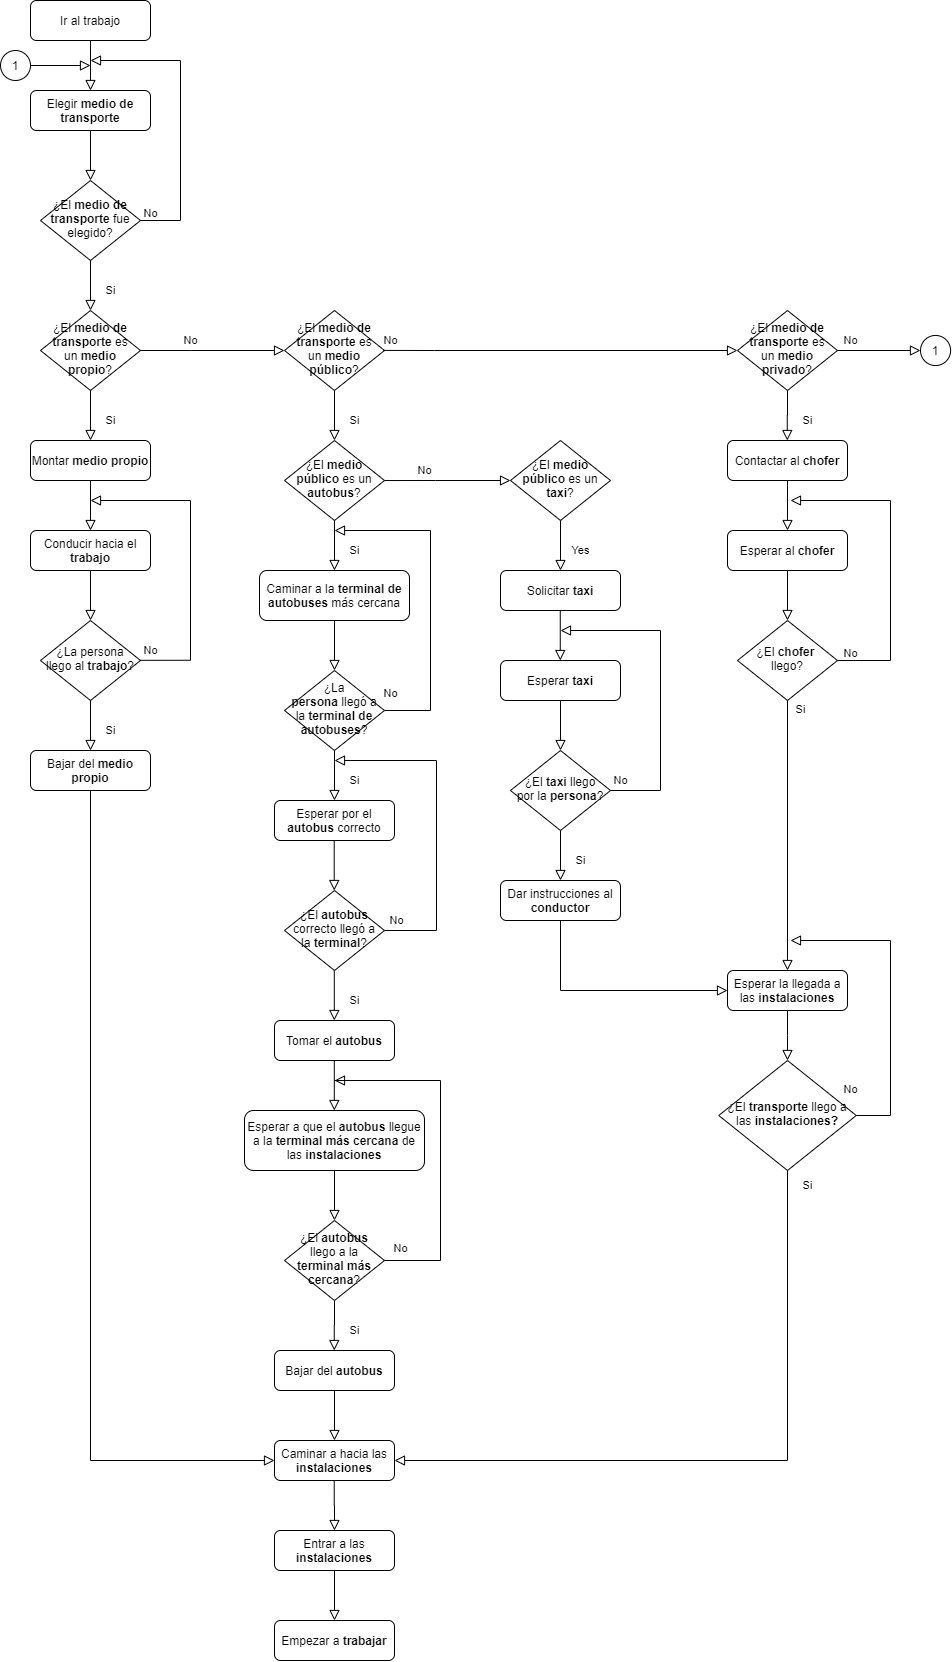 Ir al trabajo
1
Elegir medio de
transporte
¿El medio de
transporte fue
elegido?
No
Si
¿El medio de
transporte es
un medio
propio?
No
¿El medio de
transporte es
un medio
público?
No
¿El medio de
transporte es
un medio
privado?
No
1
Si
Si
Si
Montar medio propio
¿El medio
público es un
autobus?
No
¿El medio
público es un
taxi?
Contactar al chofer
Conducir hacia el
trabajo
Si
Yes
Esperar al chofer
Caminar a la terminal de
autobuses más cercana
Solicitar taxi
¿La persona
llego al trabajo?
No
¿La
persona llegó a
la terminal de
autobuses?
No
Esperar taxi
¿El chofer
llego?
No
Si
Si
Bajar del medio
propio
Si
¿El taxi llego
por la persona?
No
Esperar por el
autobus correcto
Si
¿El autobus
correcto llegó a
la terminal?
No
Dar instrucciones al
conductor
Si
Esperar la llegada a
las instalaciones
Tomar el autobus
Esperar a que el autobus llegue
a la terminal más cercana de
las instalaciones
No
¿El transporte llego a
las instalaciones?
Si
¿El autobus
llego a la
terminal más
cercana?
No
Si
Bajar del autobus
Caminar a hacia las
instalaciones
Entrar a las
instalaciones
Empezar a trabajar